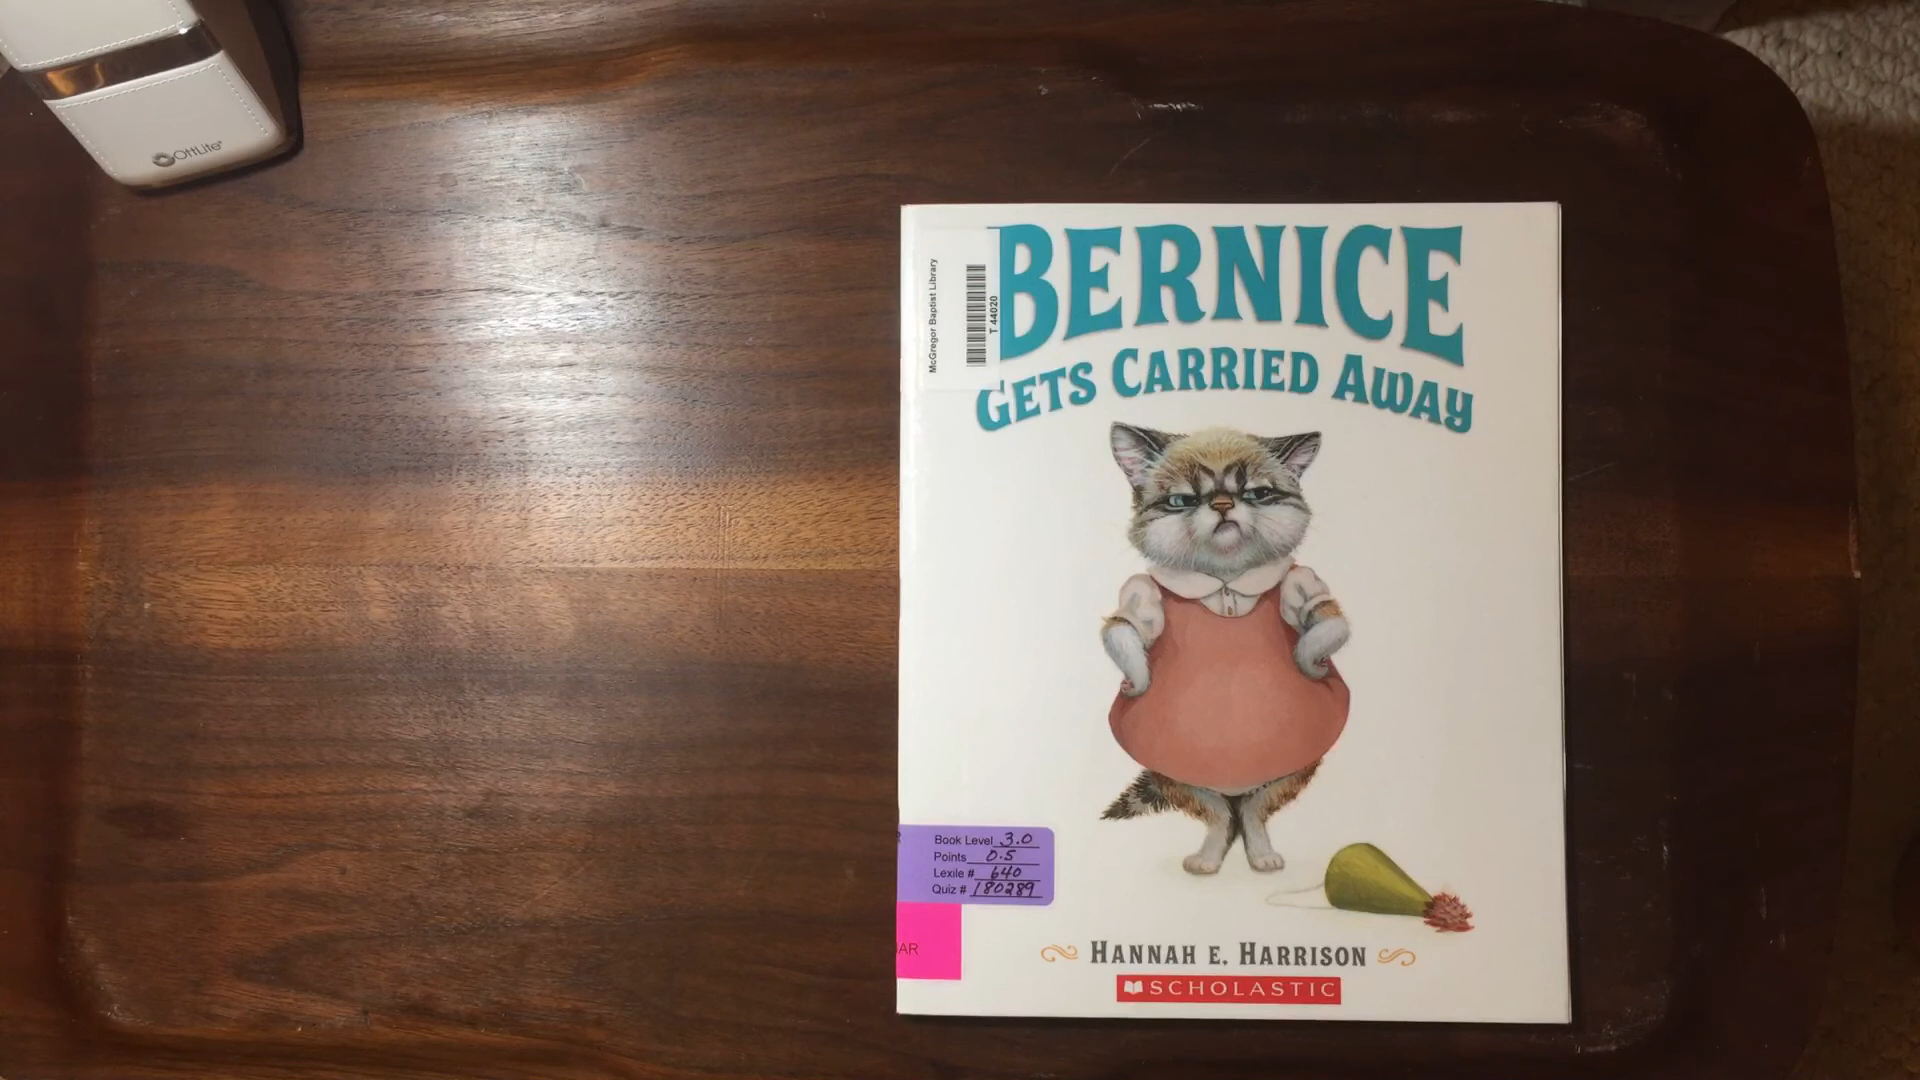 OttLite
McGregor Baptist Library
T 44020
BERNICE
GETS CARRIED AWAY
Book Level 3.0
Points 0.5
Lexile # 640
Quiz # 180289
AR
HANNAH E. HARRISON
SCHOLASTIC